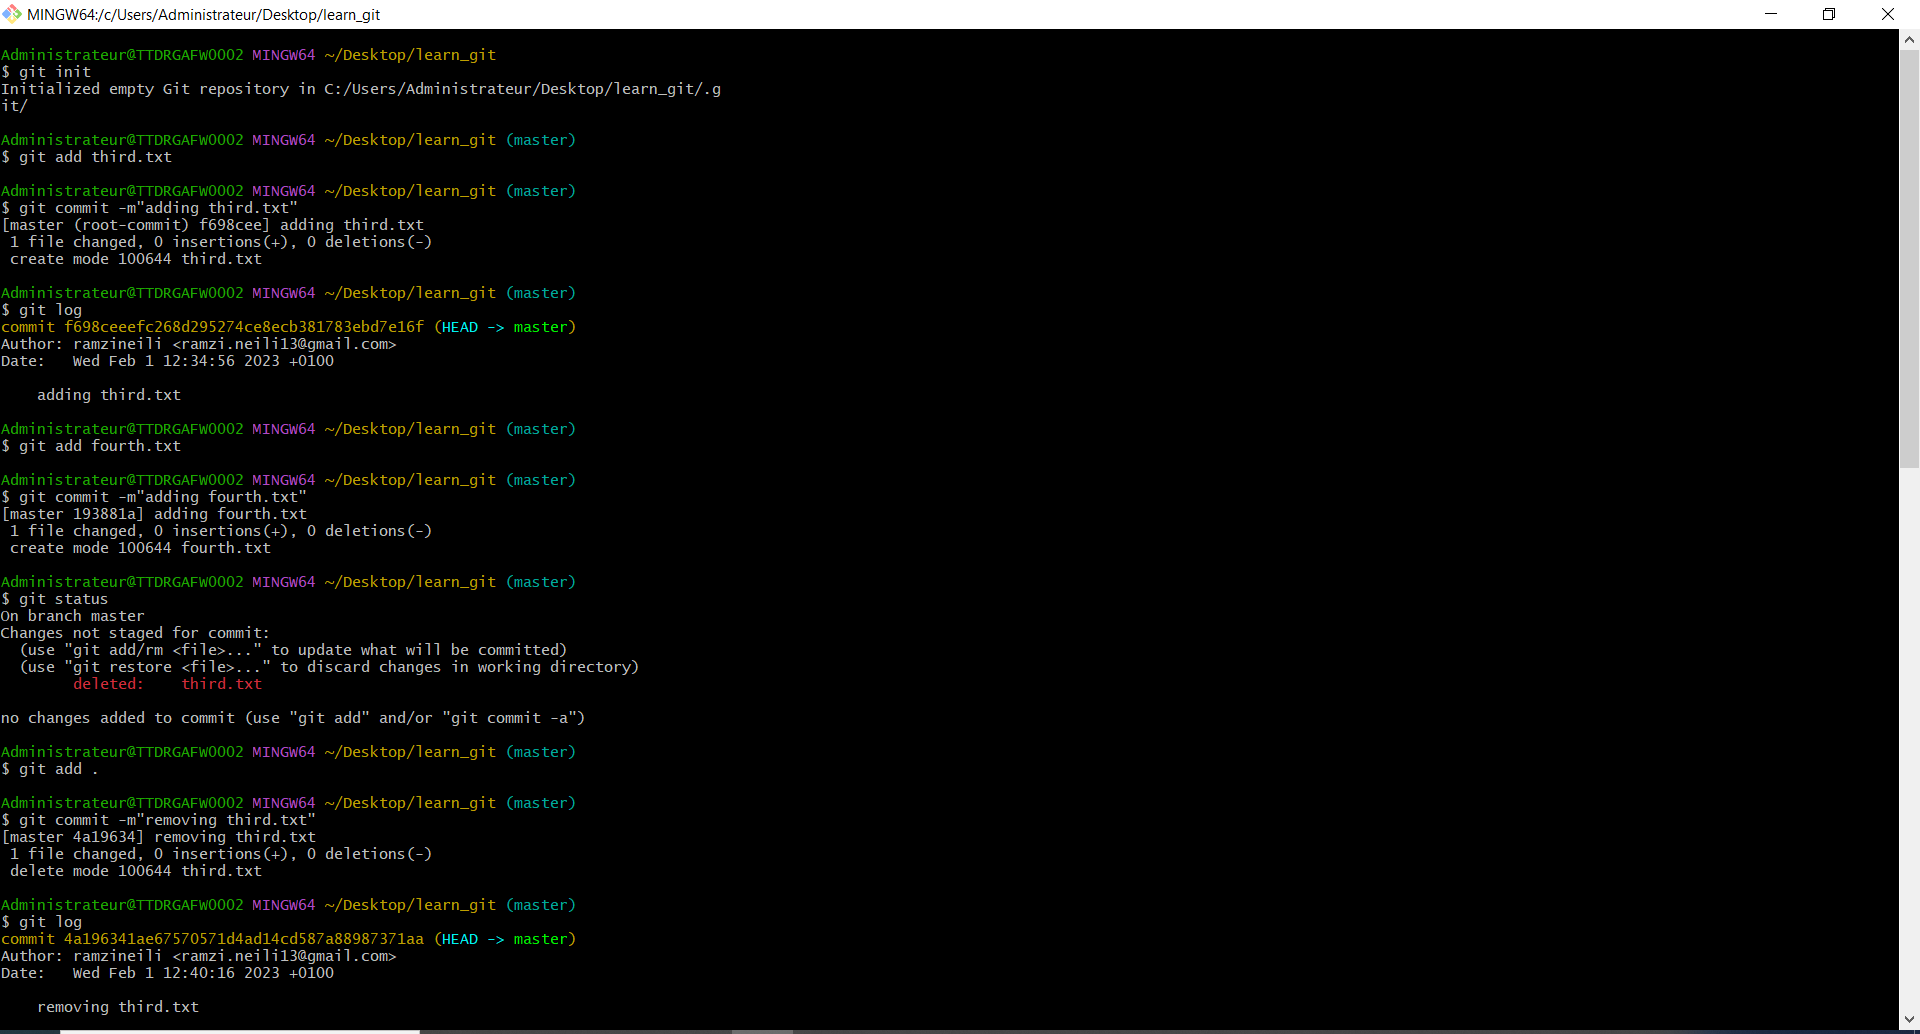 MINGW64:/c/Users/Administrateur/Desktop/learn_git
Administrateur@TTDRGAFW0002 MINGW64 ~/Desktop/learn_git
$ git init
Initialized empty Git repository in C:/Users/Administrateur/Desktop/learn_git/.g
it/
Administrateur@TTDRGAFW0002 MINGW64 ~/Desktop/learn_git (master)
$ git add third.txt
Administrateur@TTDRGAFW0002 MINGW64 ~/Desktop/learn_git (master)
$ git commit -m"adding third.txt"
[master (root-commit) f698cee] adding third.txt
 1 file changed, 0 insertions(+), 0 deletions(-)
 create mode 100644 third.txt
Administrateur@TTDRGAFW0002 MINGW64 ~/Desktop/learn_git (master)
$ git log
commit f698ceeefc268d295274ce8ecb381783ebd7e16f (HEAD -> master)
Author: ramzineili <ramzi.neili13@gmail.com>
Date:   Wed Feb 1 12:34:56 2023 +0100
    adding third.txt
Administrateur@TTDRGAFW0002 MINGW64 ~/Desktop/learn_git (master)
$ git add fourth.txt
Administrateur@TTDRGAFW0002 MINGW64 ~/Desktop/learn_git (master)
$ git commit -m"adding fourth.txt"
[master 193881a] adding fourth.txt
 1 file changed, 0 insertions(+), 0 deletions(-)
 create mode 100644 fourth.txt
Administrateur@TTDRGAFW0002 MINGW64 ~/Desktop/learn_git (master)
$ git status
On branch master
Changes not staged for commit:
  (use "git add/rm <file>..." to update what will be committed)
  (use "git restore <file>..." to discard changes in working directory)
        deleted:    third.txt
no changes added to commit (use "git add" and/or "git commit -a")
Administrateur@TTDRGAFW0002 MINGW64 ~/Desktop/learn_git (master)
$ git add .
Administrateur@TTDRGAFW0002 MINGW64 ~/Desktop/learn_git (master)
$ git commit -m"removing third.txt"
[master 4a19634] removing third.txt
 1 file changed, 0 insertions(+), 0 deletions(-)
 delete mode 100644 third.txt
Administrateur@TTDRGAFW0002 MINGW64 ~/Desktop/learn_git (master)
$ git log
commit 4a196341ae67570571d4ad14cd587a88987371aa (HEAD -> master)
Author: ramzineili <ramzi.neili13@gmail.com>
Date:   Wed Feb 1 12:40:16 2023 +0100
    removing third.txt